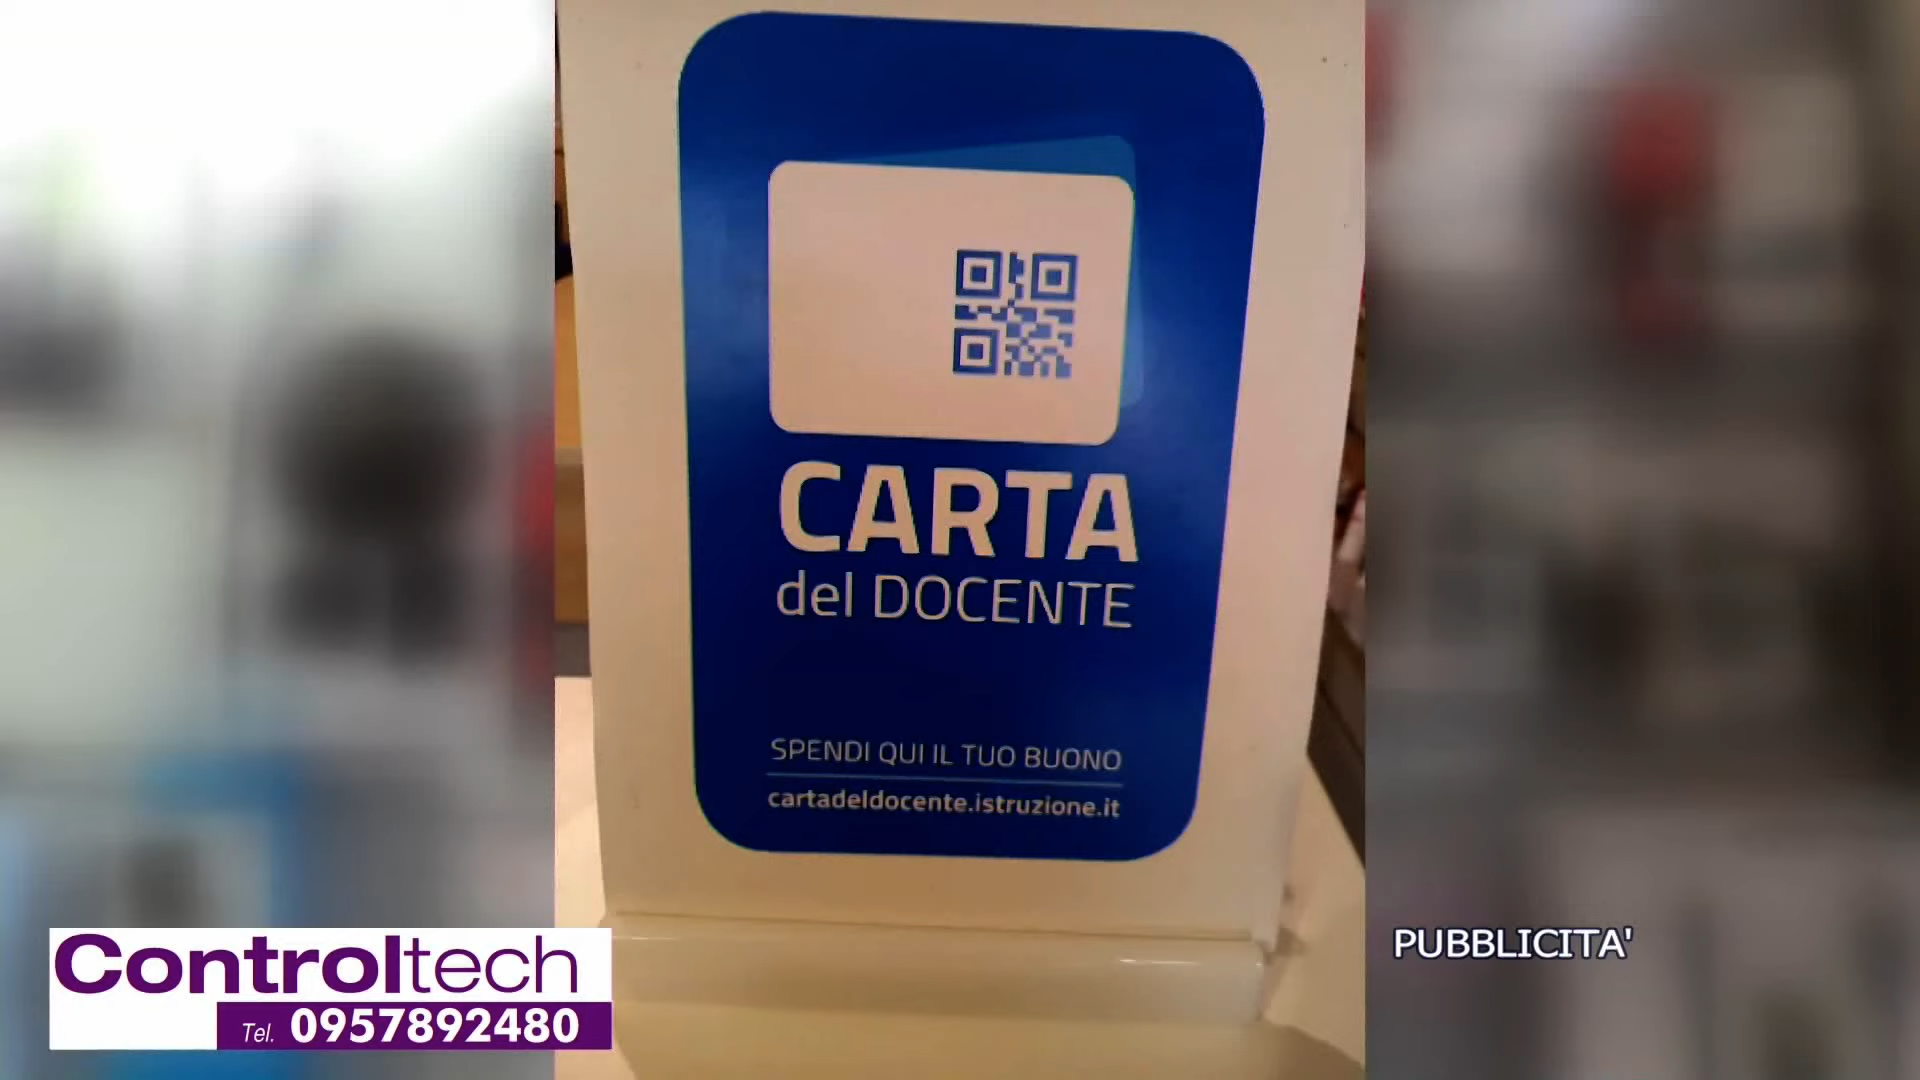 CARTA
del DOCENTE
SPENDI QUI IL TUO BUONO
cartadeldocente.istruzione.it
Controltech
Tel. 0957892480
PUBBLICITA'